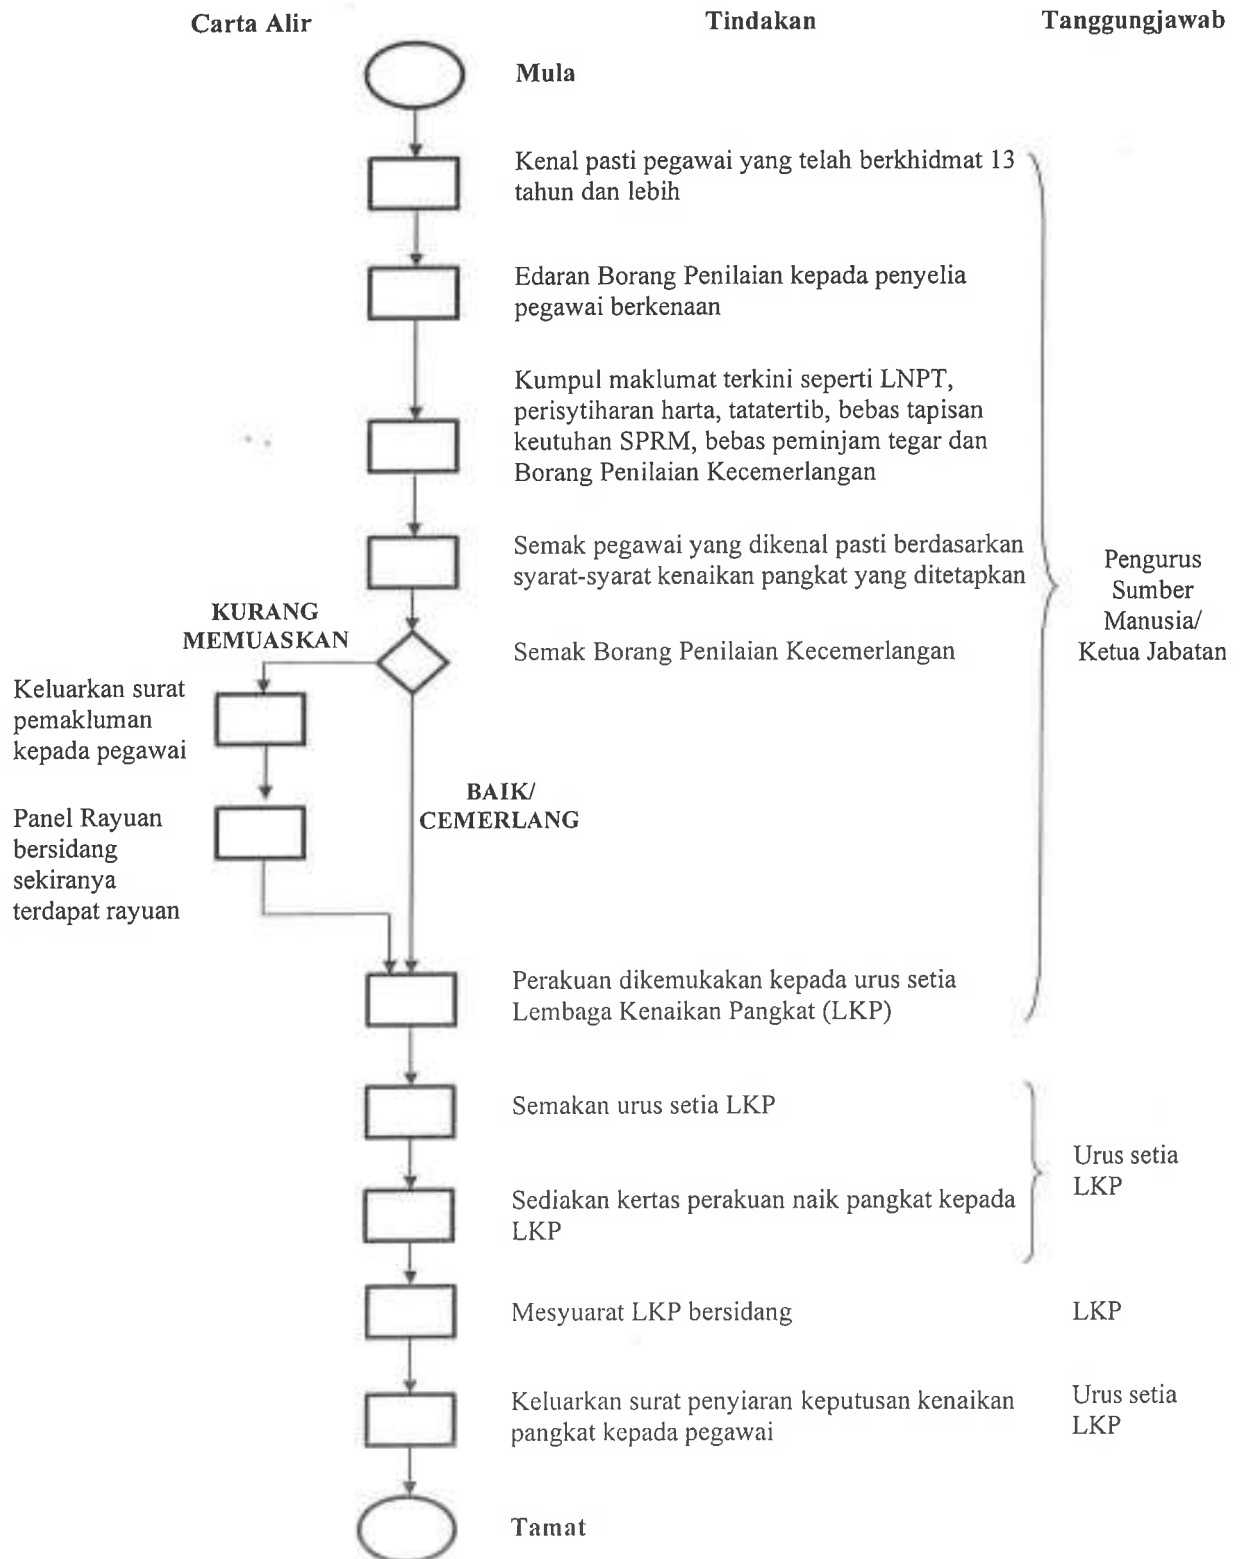 Carta Alir
Tindakan
Tanggungjawab
Mula
Kenal pasti pegawai yang telah berkhidmat 13
tahun dan lebih
Edaran Borang Penilaian kepada penyelia
pegawai berkenaan
Kumpul maklumat terkini seperti LNPT,
perisytiharan harta, tatatertib, bebas tapisan
keutuhan SPRM, bebas peminjam tegar dan
Borang Penilaian Kecemerlangan
Semak pegawai yang dikenal pasti berdasarkan
syarat-syarat kenaikan pangkat yang ditetapkan
Pengurus
Sumber
Manusia/
Ketua Jabatan
KURANG
MEMUASKAN
Semak Borang Penilaian Kecemerlangan
Keluarkan surat
pemakluman
kepada pegawai
BAIK/
CEMERLANG
Panel Rayuan
bersidang
sekiranya
terdapat rayuan
Perakuan dikemukakan kepada urus setia
Lembaga Kenaikan Pangkat (LKP)
Semakan urus setia LKP
Urus setia
LKP
Sediakan kertas perakuan naik pangkat kepada
LKP
Mesyuarat LKP bersidang
LKP
Keluarkan surat penyiaran keputusan kenaikan
pangkat kepada pegawai
Urus setia
LKP
Tamat